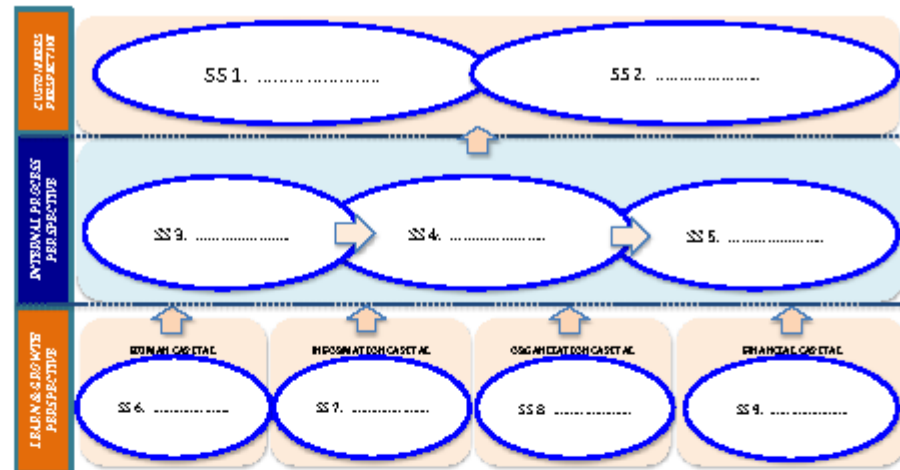 CUSTOMERS
PERSPECTIVE
SS 1. ........................
SS 2. .....................
INTERNAL PROCESS
PERSPECTIVE
SS 3. ......................
SS 4. ......................
SS 5. ......................
LEARN & GROWTH
PERSPECTIVE
HUMAN CAPITAL
INFORMATION CAPITAL
ORGANIZATION CAPITAL
FINANCIAL CAPITAL
SS 6. ..................
SS 7. ..................
SS 8. ..................
SS 9. ..................